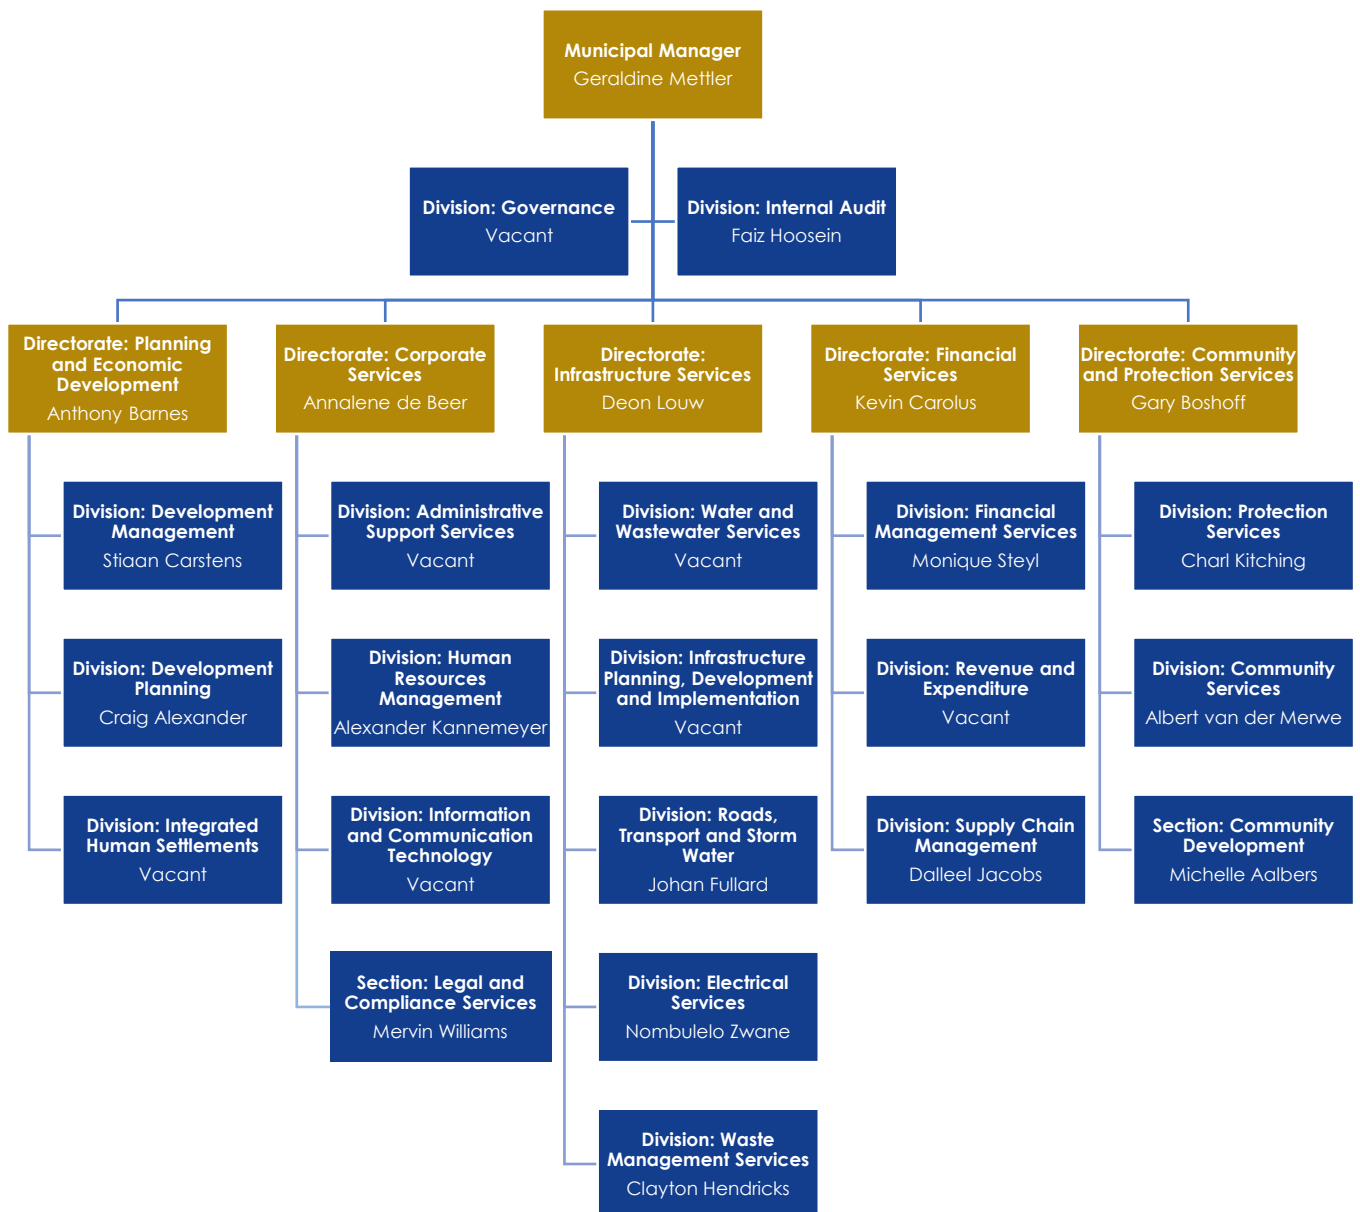 Municipal Manager
Geraldine Mettler
Division: Governance
Vacant
Division: Internal Audit
Faiz Hoosein
Directorate: Planning
and Economic
Development
Anthony Barnes
Directorate: Corporate
Services
Annalene de Beer
Directorate:
Infrastructure Services
Deon Louw
Directorate: Financial
Services
Kevin Carolus
Directorate: Community
and Protection Services
Gary Boshoff
Division: Development
Management
Stiaan Carstens
Division: Administrative
Support Services
Vacant
Division: Water and
Wastewater Services
Vacant
Division: Financial
Management Services
Monique Steyl
Division: Protection
Services
Charl Kitching
Division: Development
Planning
Craig Alexander
Division: Human
Resources
Management
Alexander Kannemeyer
Division: Infrastructure
Planning, Development
and Implementation
Vacant
Division: Revenue and
Expenditure
Vacant
Division: Community
Services
Albert van der Merwe
Division: Integrated
Human Settlements
Vacant
Division: Information
and Communication
Technology
Vacant
Division: Roads,
Transport and Storm
Water
Johan Fullard
Division: Supply Chain
Management
Dalleel Jacobs
Section: Community
Development
Michelle Aalbers
Section: Legal and
Compliance Services
Mervin Williams
Division: Electrical
Services
Nombulelo Zwane
Division: Waste
Management Services
Clayton Hendricks